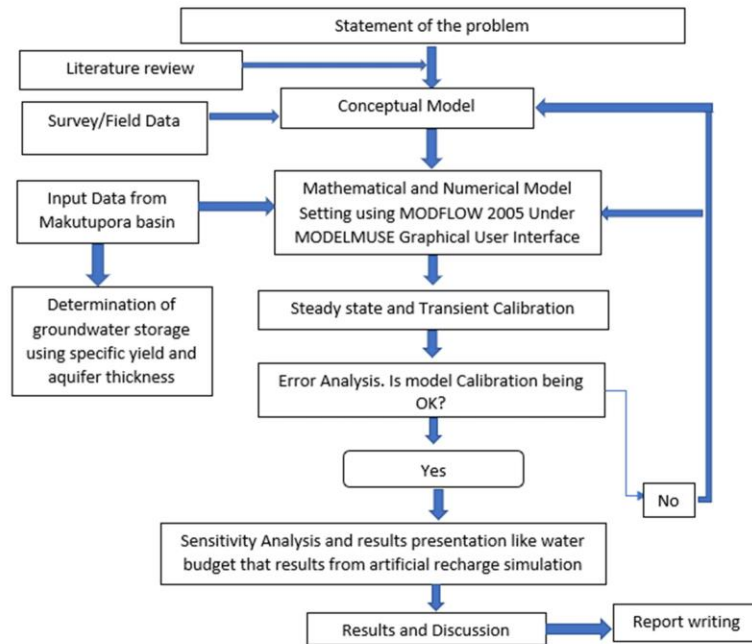 Statement of the problem
Literature review
Survey/Field Data
Conceptual Model
Input Data from
Makutupora basin
Mathematical and Numerical Model
Setting using MODFLOW 2005 Under
MODELMUSE Graphical User Interface
Determination of
groundwater storage
using specific yield and
aquifer thickness
Steady state and Transient Calibration
Error Analysis. Is model Calibration being
OK?
Yes
No
Sensitivity Analysis and results presentation like water
budget that results from artificial recharge simulation
Results and Discussion
Report writing